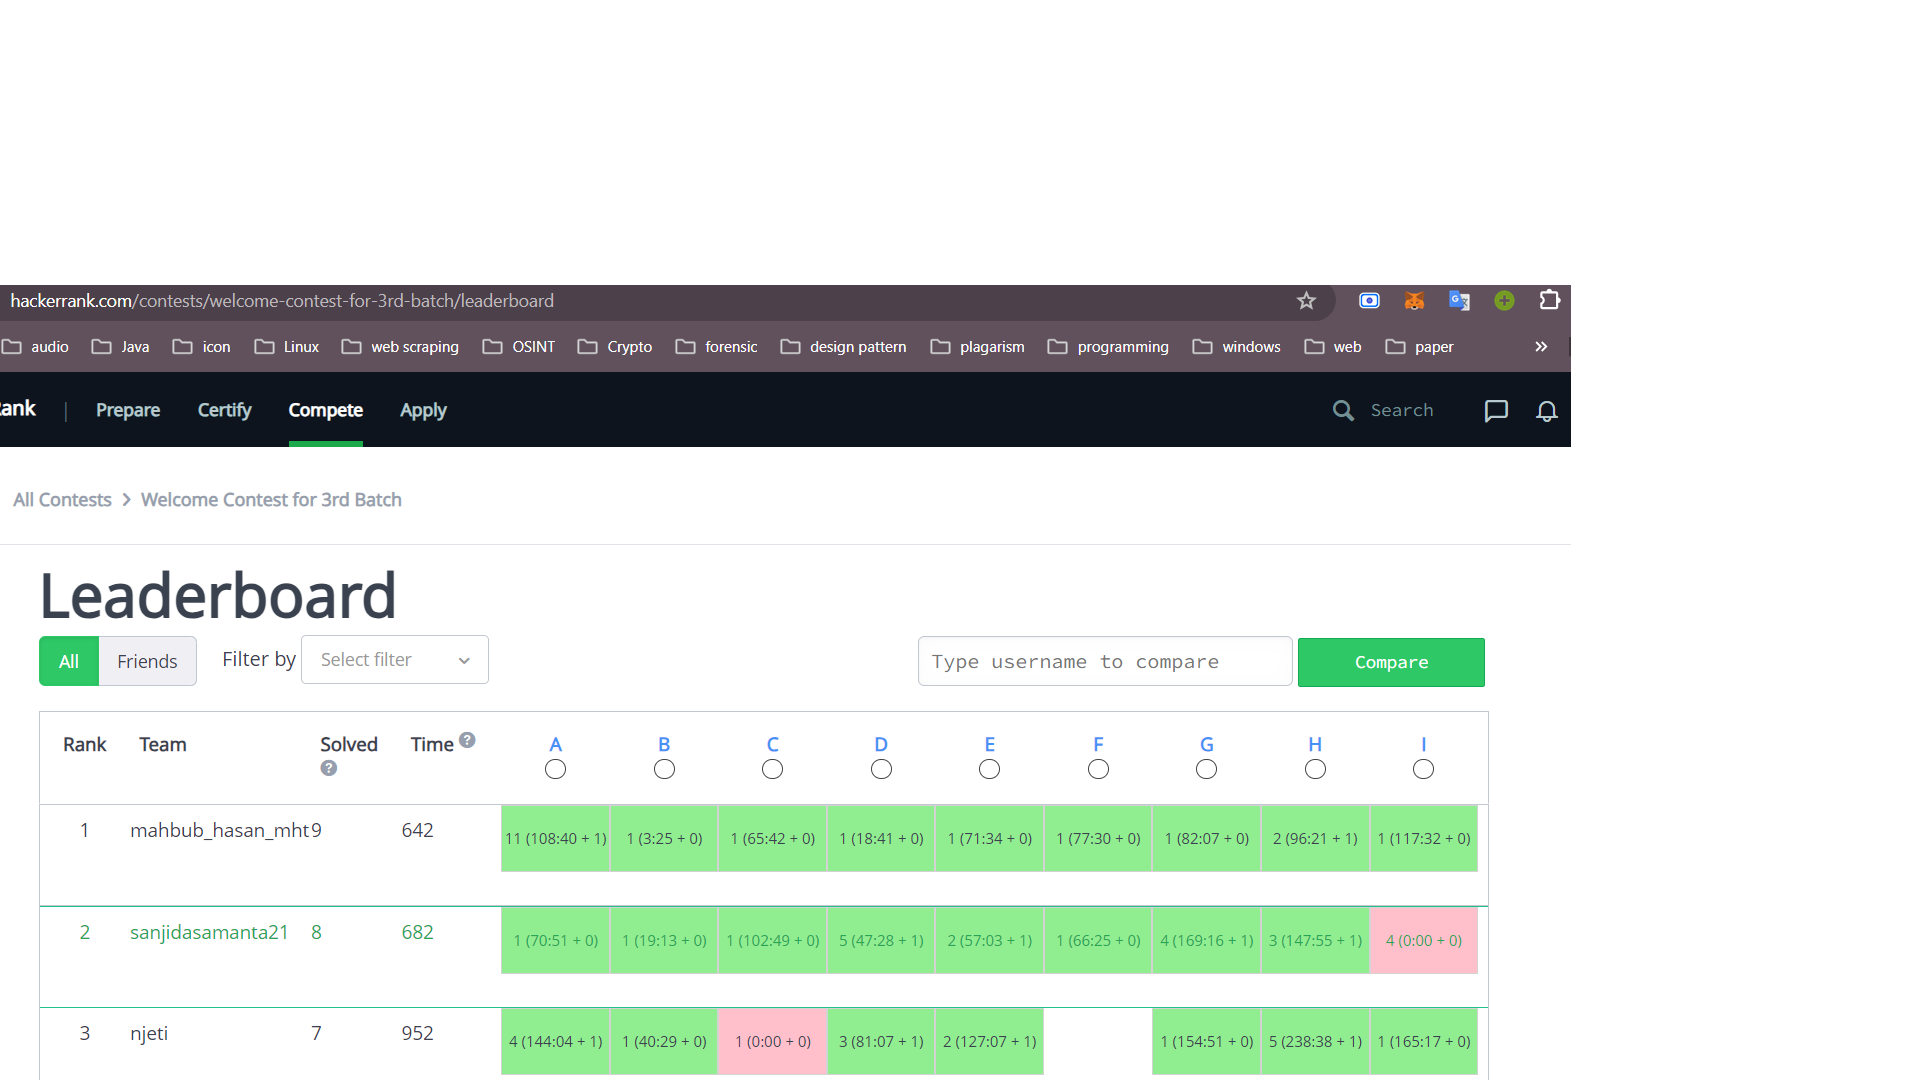 hackerrank.com/contests/welcome-contest-for-3rd-batch/leaderboard
audio Java icon Linux web scraping OSINT Crypto forensic design pattern plagarism programming windows web paper »
ank | Prepare Certify Compete Apply Search
All Contests > Welcome Contest for 3rd Batch
Leaderboard
All Friends Filter by Select filter Type username to compare Compare
Rank Team Solved ? Time ? A B C D E F G H I
1 mahbub_hasan_mht 9 642 11 (108:40 + 1) 1 (3:25 + 0) 1 (65:42 + 0) 1 (18:41 + 0) 1 (71:34 + 0) 1 (77:30 + 0) 1 (82:07 + 0) 2 (96:21 + 1) 1 (117:32 + 0)
2 sanjidasamanta21 8 682 1 (70:51 + 0) 1 (19:13 + 0) 1 (102:49 + 0) 5 (47:28 + 1) 2 (57:03 + 1) 1 (66:25 + 0) 4 (169:16 + 1) 3 (147:55 + 1) 4 (0:00 + 0)
3 njeti 7 952 4 (144:04 + 1) 1 (40:29 + 0) 1 (0:00 + 0) 3 (81:07 + 1) 2 (127:07 + 1) 1 (154:51 + 0) 5 (238:38 + 1) 1 (165:17 + 0)